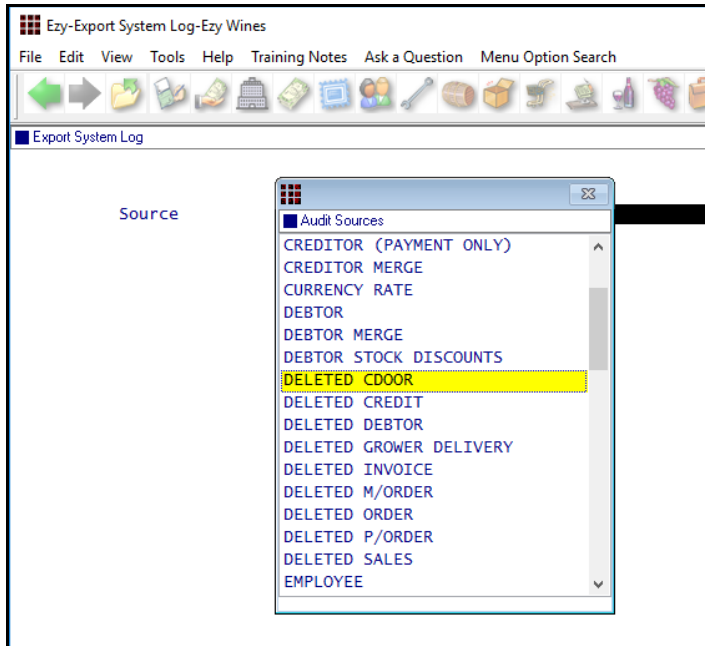 Ezy-Export System Log-Ezy Wines
File Edit View Tools Help Training Notes Ask a Question Menu Option Search
Export System Log
Source
Audit Sources
CREDITOR (PAYMENT ONLY)
CREDITOR MERGE
CURRENCY RATE
DEBTOR
DEBTOR MERGE
DEBTOR STOCK DISCOUNTS
DELETED CDOOR
DELETED CREDIT
DELETED DEBTOR
DELETED GROWER DELIVERY
DELETED INVOICE
DELETED M/ORDER
DELETED ORDER
DELETED P/ORDER
DELETED SALES
EMPLOYEE